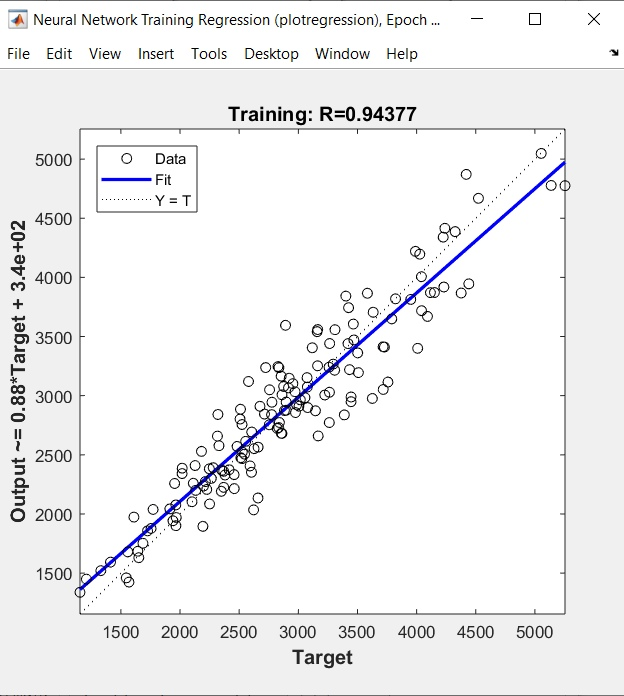 Neural Network Training Regression (plotregression), Epoch ...
File Edit View Insert Tools Desktop Window Help
Training: R=0.94377
Data
Fit
Y = T
5000
4500
4000
3500
3000
2500
2000
1500
Output ~= 0.88*Target + 3.4e+02
1500 2000 2500 3000 3500 4000 4500 5000
Target